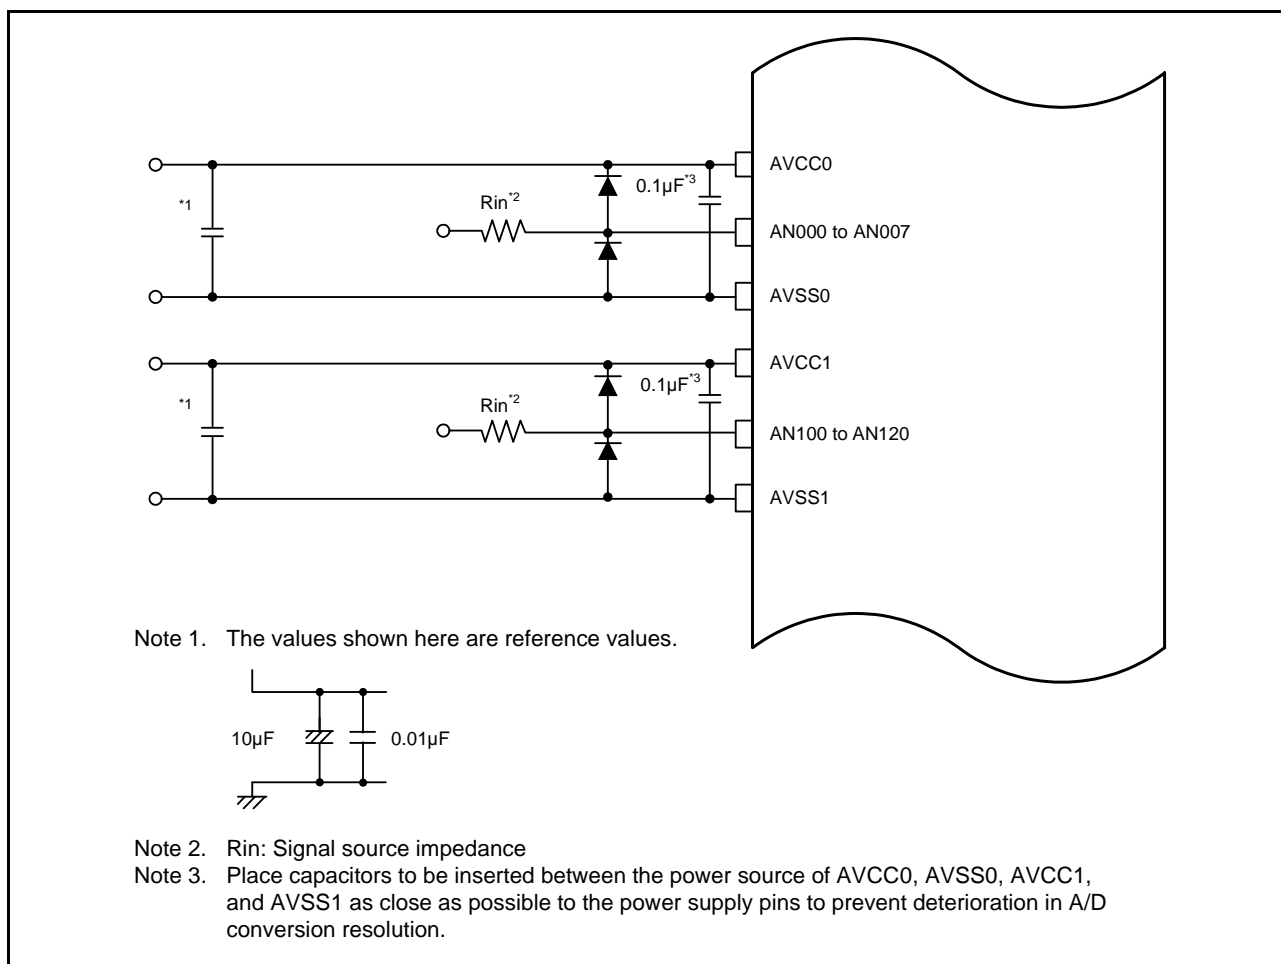 AVCC0
*1
Rin*2
0.1µF*3
AN000 to AN007
AVSS0
AVCC1
*1
Rin*2
0.1µF*3
AN100 to AN120
AVSS1
Note 1. The values shown here are reference values.
10µF
0.01µF
Note 2. Rin: Signal source impedance
Note 3. Place capacitors to be inserted between the power source of AVCC0, AVSS0, AVCC1,
and AVSS1 as close as possible to the power supply pins to prevent deterioration in A/D
conversion resolution.